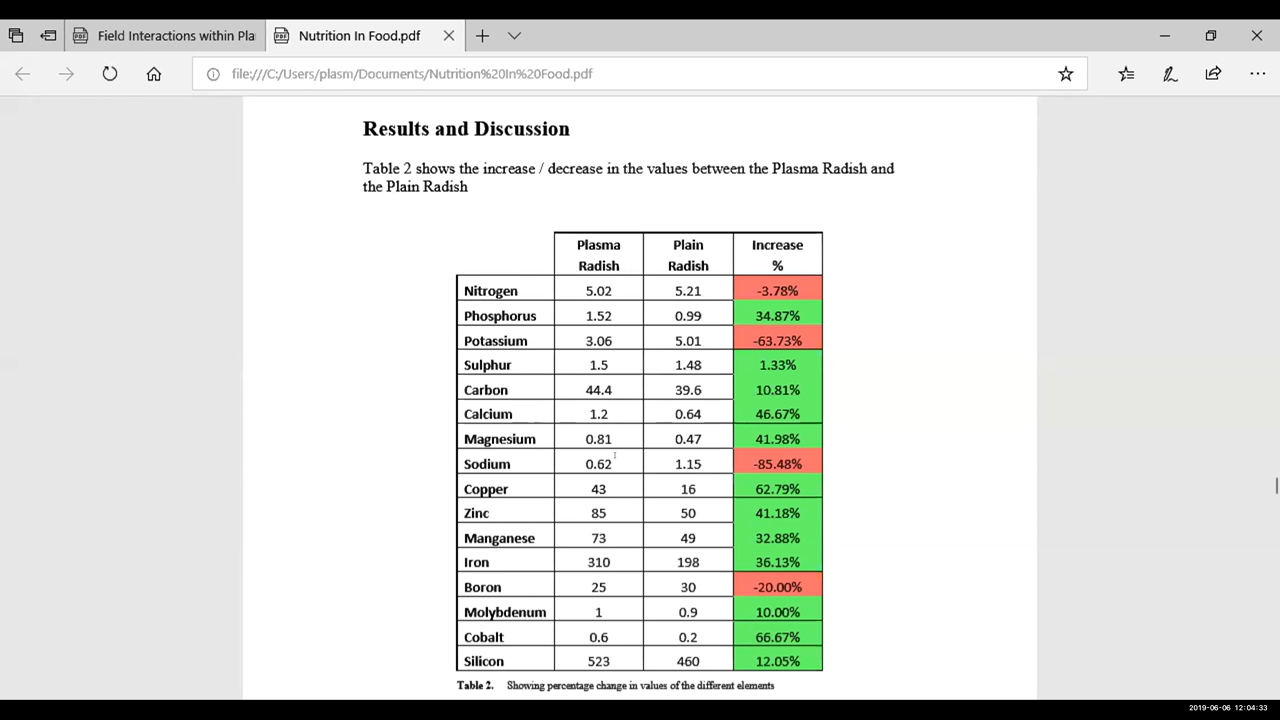 Field Interactions within Pla
Nutrition In Food.pdf
file:///C:/Users/plasm/Documents/Nutrition%20In%20Food.pdf
Results and Discussion
Table 2 shows the increase / decrease in the values between the Plasma Radish and
the Plain Radish
Plasma Radish Plain Radish Increase %
Nitrogen 5.02 5.21 -3.78%
Phosphorus 1.52 0.99 34.87%
Potassium 3.06 5.01 -63.73%
Sulphur 1.5 1.48 1.33%
Carbon 44.4 39.6 10.81%
Calcium 1.2 0.64 46.67%
Magnesium 0.81 0.47 41.98%
Sodium 0.62 1.15 -85.48%
Copper 43 16 62.79%
Zinc 85 50 41.18%
Manganese 73 49 32.88%
Iron 310 198 36.13%
Boron 25 30 -20.00%
Molybdenum 1 0.9 10.00%
Cobalt 0.6 0.2 66.67%
Silicon 523 460 12.05%
Table 2. Showing percentage change in values of the different elements
2019-06-06 12:04:33